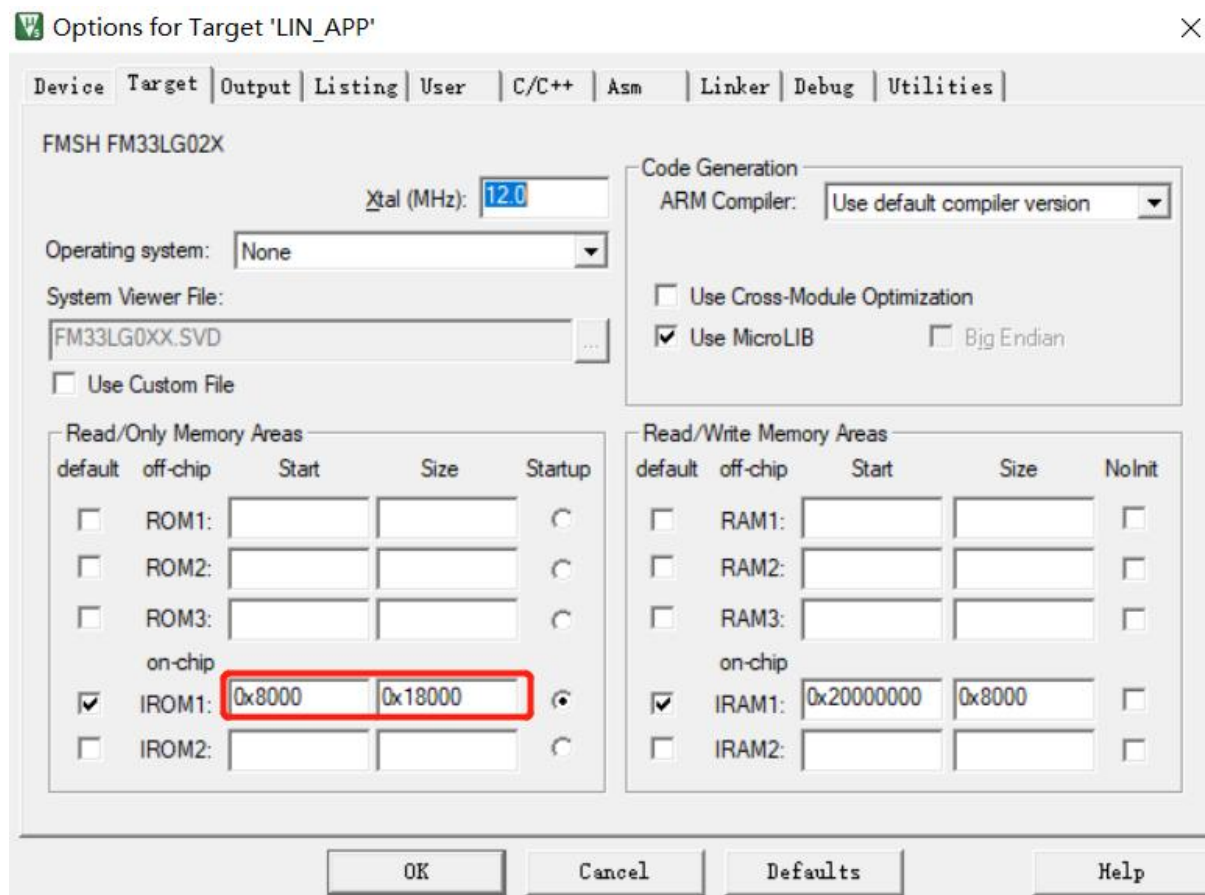 Options for Target 'LIN_APP'
Device Target Output Listing User C/C++ Asm Linker Debug Utilities
FMSH FM33LG02X
Xtal (MHz): 12.0
Operating system: None
System Viewer File:
FM33LG0XX.SVD ...
Use Custom File
Code Generation
ARM Compiler: Use default compiler version
Use Cross-Module Optimization
Use MicroLIB Big Endian
Read/Only Memory Areas
default off-chip Start Size Startup
ROM1:
ROM2:
ROM3:
on-chip
IROM1: 0x8000 0x18000
IROM2:
Read/Write Memory Areas
default off-chip Start Size NoInit
RAM1:
RAM2:
RAM3:
on-chip
IRAM1: 0x20000000 0x8000
IRAM2:
OK Cancel Defaults Help